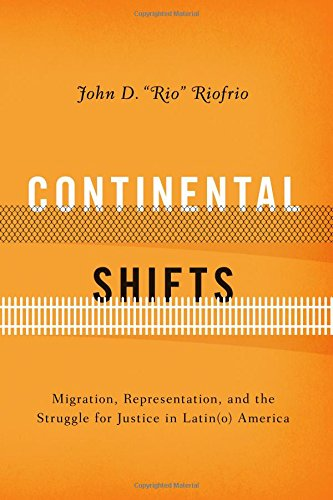 John D. “Rio” Riofrio
CONTINENTAL
SHIFTS
Migration, Representation, and the
Struggle for Justice in Latin(o) America